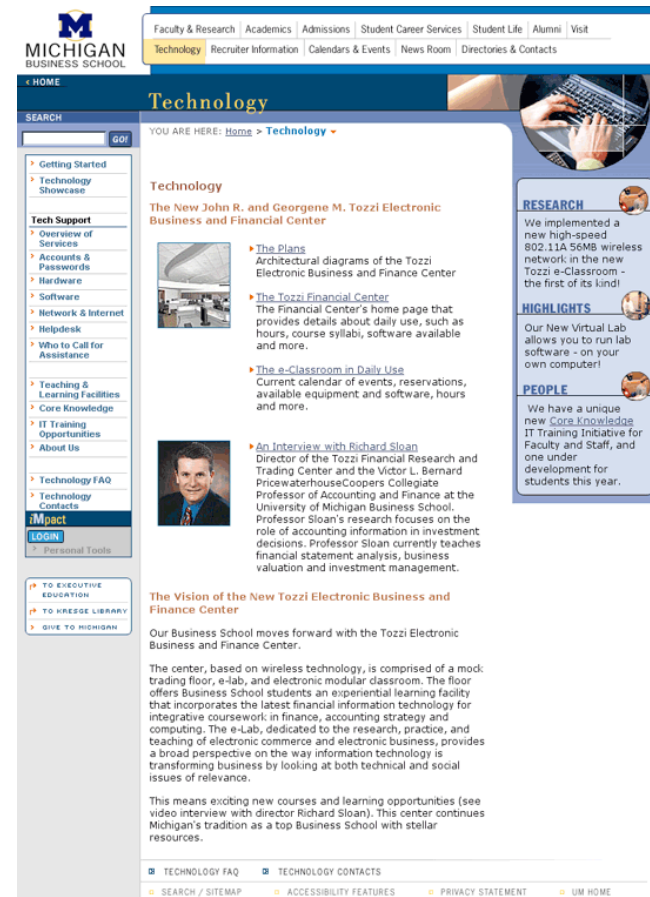 M
MICHIGAN
BUSINESS SCHOOL
Faculty & Research Academics Admissions Student Career Services Student Life Alumni Visit
Technology Recruiter Information Calendars & Events News Room Directories & Contacts
‹ HOME
Technology
SEARCH
GO!
YOU ARE HERE: Home > Technology
Getting Started
Technology
Showcase
Tech Support
Overview of
Services
Accounts &
Passwords
Hardware
Software
Network & Internet
Helpdesk
Who to Call for
Assistance
Teaching &
Learning Facilities
Core Knowledge
IT Training
Opportunities
About Us
Technology FAQ
Technology
Contacts
iMpact
LOGIN
> Personal Tools
TO EXECUTIVE
EDUCATION
TO KRESGE LIBRARY
GIVE TO MICHIGAN
Technology
The New John R. and Georgene M. Tozzi Electronic
Business and Financial Center
The Plans
Architectural diagrams of the Tozzi
Electronic Business and Finance Center
The Tozzi Financial Center
The Financial Center's home page that
provides details about daily use, such as
hours, course syllabi, software available
and more.
The e-Classroom in Daily Use
Current calendar of events, reservations,
available equipment and software, hours
and more.
An Interview with Richard Sloan
Director of the Tozzi Financial Research and
Trading Center and the Victor L. Bernard
PricewaterhouseCoopers Collegiate
Professor of Accounting and Finance at the
University of Michigan Business School.
Professor Sloan's research focuses on the
role of accounting information in investment
decisions. Professor Sloan currently teaches
financial statement analysis, business
valuation and investment management.
The Vision of the New Tozzi Electronic Business and
Finance Center
Our Business School moves forward with the Tozzi Electronic
Business and Finance Center.
The center, based on wireless technology, is comprised of a mock
trading floor, e-lab, and electronic modular classroom. The floor
offers Business School students an experiential learning facility
that incorporates the latest financial information technology for
integrative coursework in finance, accounting strategy and
computing. The e-Lab, dedicated to the research, practice, and
teaching of electronic commerce and electronic business, provides
a broad perspective on the way information technology is
transforming business by looking at both technical and social
issues of relevance.
This means exciting new courses and learning opportunities (see
video interview with director Richard Sloan). This center continues
Michigan's tradition as a top Business School with stellar
resources.
RESEARCH
We implemented a
new high-speed
802.11A 56MB wireless
network in the new
Tozzi e-Classroom -
the first of its kind!
HIGHLIGHTS
Our New Virtual Lab
allows you to run lab
software - on your
own computer!
PEOPLE
We have a unique
new Core Knowledge
IT Training Initiative for
Faculty and Staff, and
one under
development for
students this year.
TECHNOLOGY FAQ TECHNOLOGY CONTACTS
SEARCH / SITEMAP ACCESSIBILITY FEATURES PRIVACY STATEMENT UM HOME